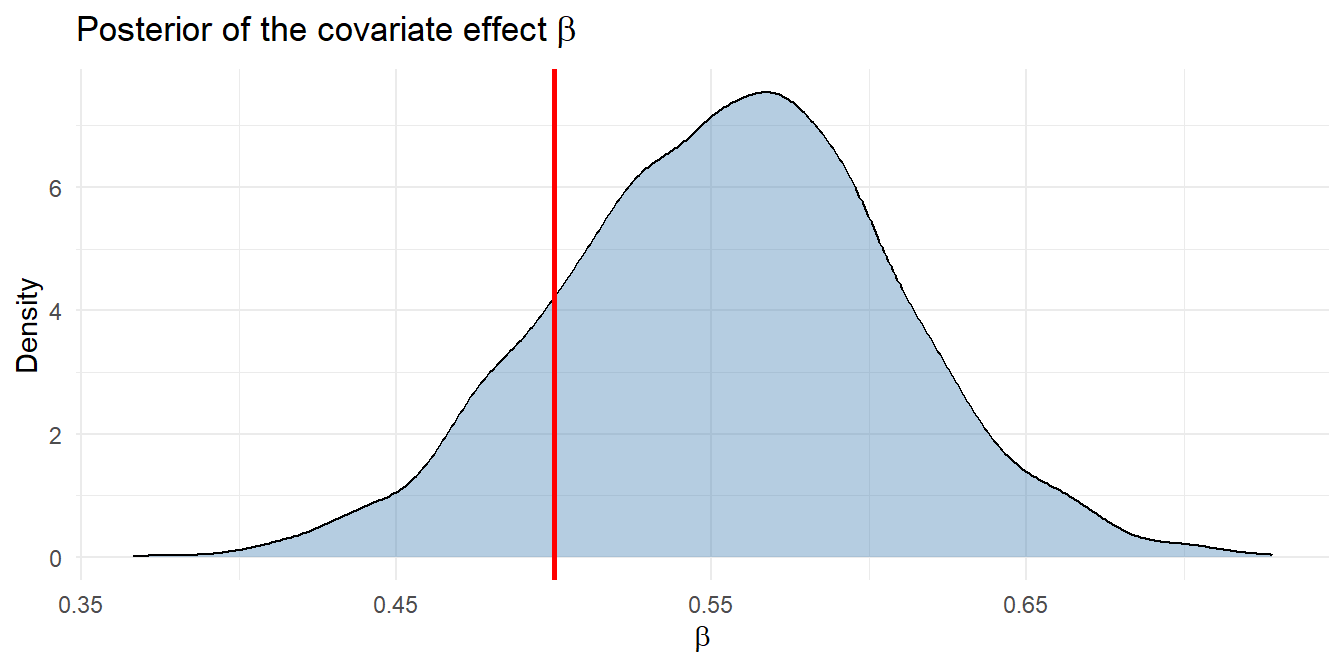 Posterior of the covariate effect β
Density
6
4
2
0
0.35 0.45 0.55 0.65
β